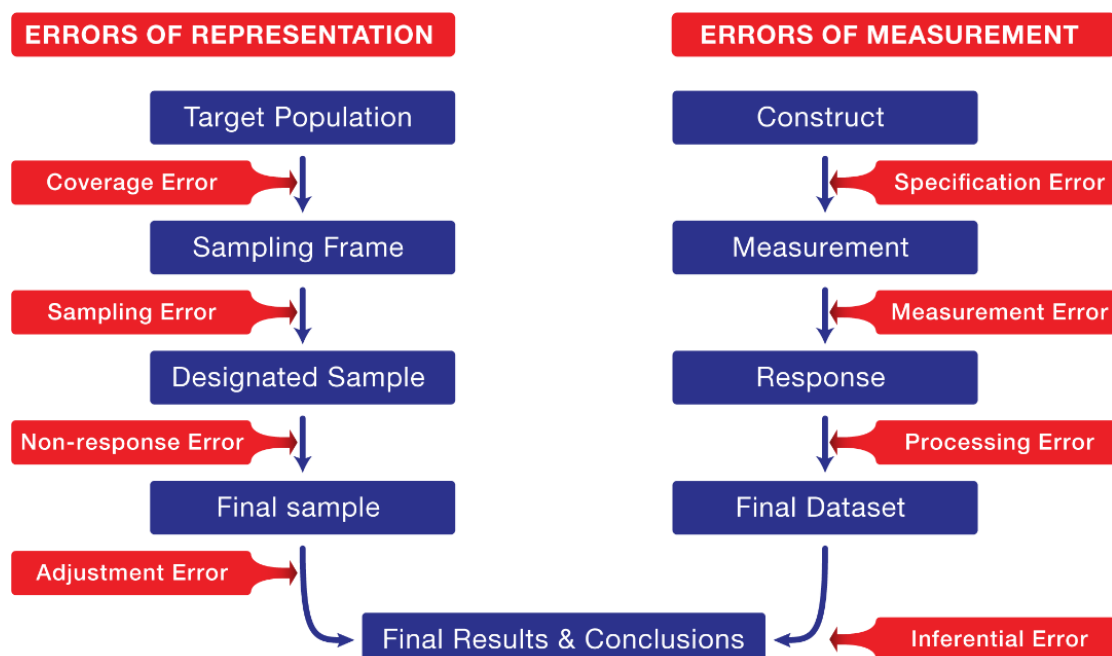 ERRORS OF REPRESENTATION
ERRORS OF MEASUREMENT
Target Population
Construct
Coverage Error
Specification Error
Sampling Frame
Measurement
Sampling Error
Measurement Error
Designated Sample
Response
Non-response Error
Processing Error
Final sample
Final Dataset
Adjustment Error
Final Results & Conclusions
Inferential Error